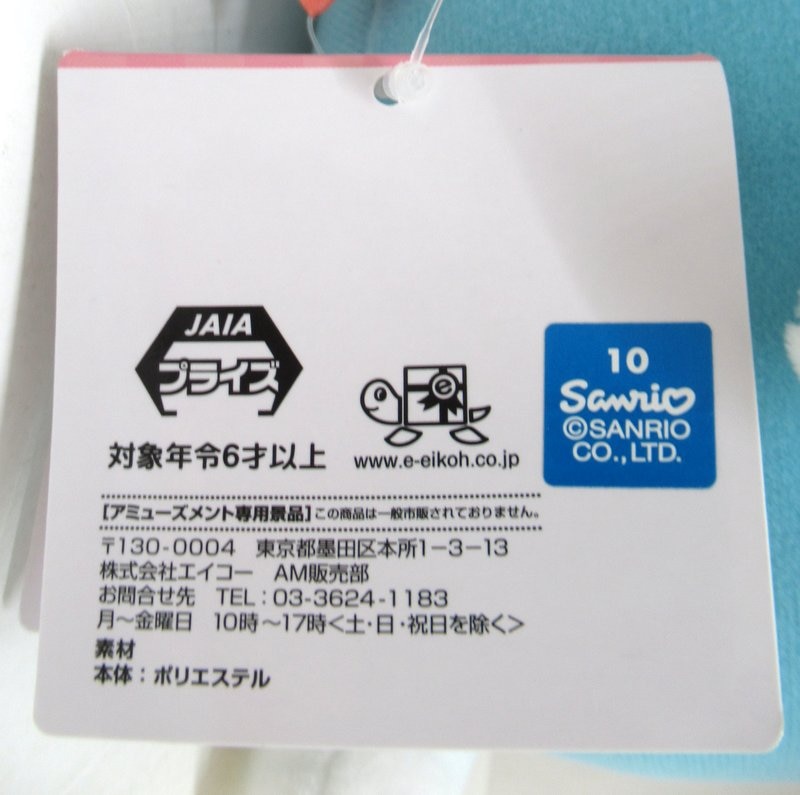 JAIA
プライズ
対象年令6才以上
e
www.e-eikoh.co.jp
10
Sanrio
©SANRIO
CO.,LTD.
[アミューズメント専用景品]この商品は一般市販されておりません。
〒130-0004 東京都墨田区本所1-3-13
株式会社エイコー AM販売部
お問合せ先 TEL:03-3624-1183
月〜金曜日 10時〜17時<土・日・祝日を除く>
素材
本体:ポリエステル